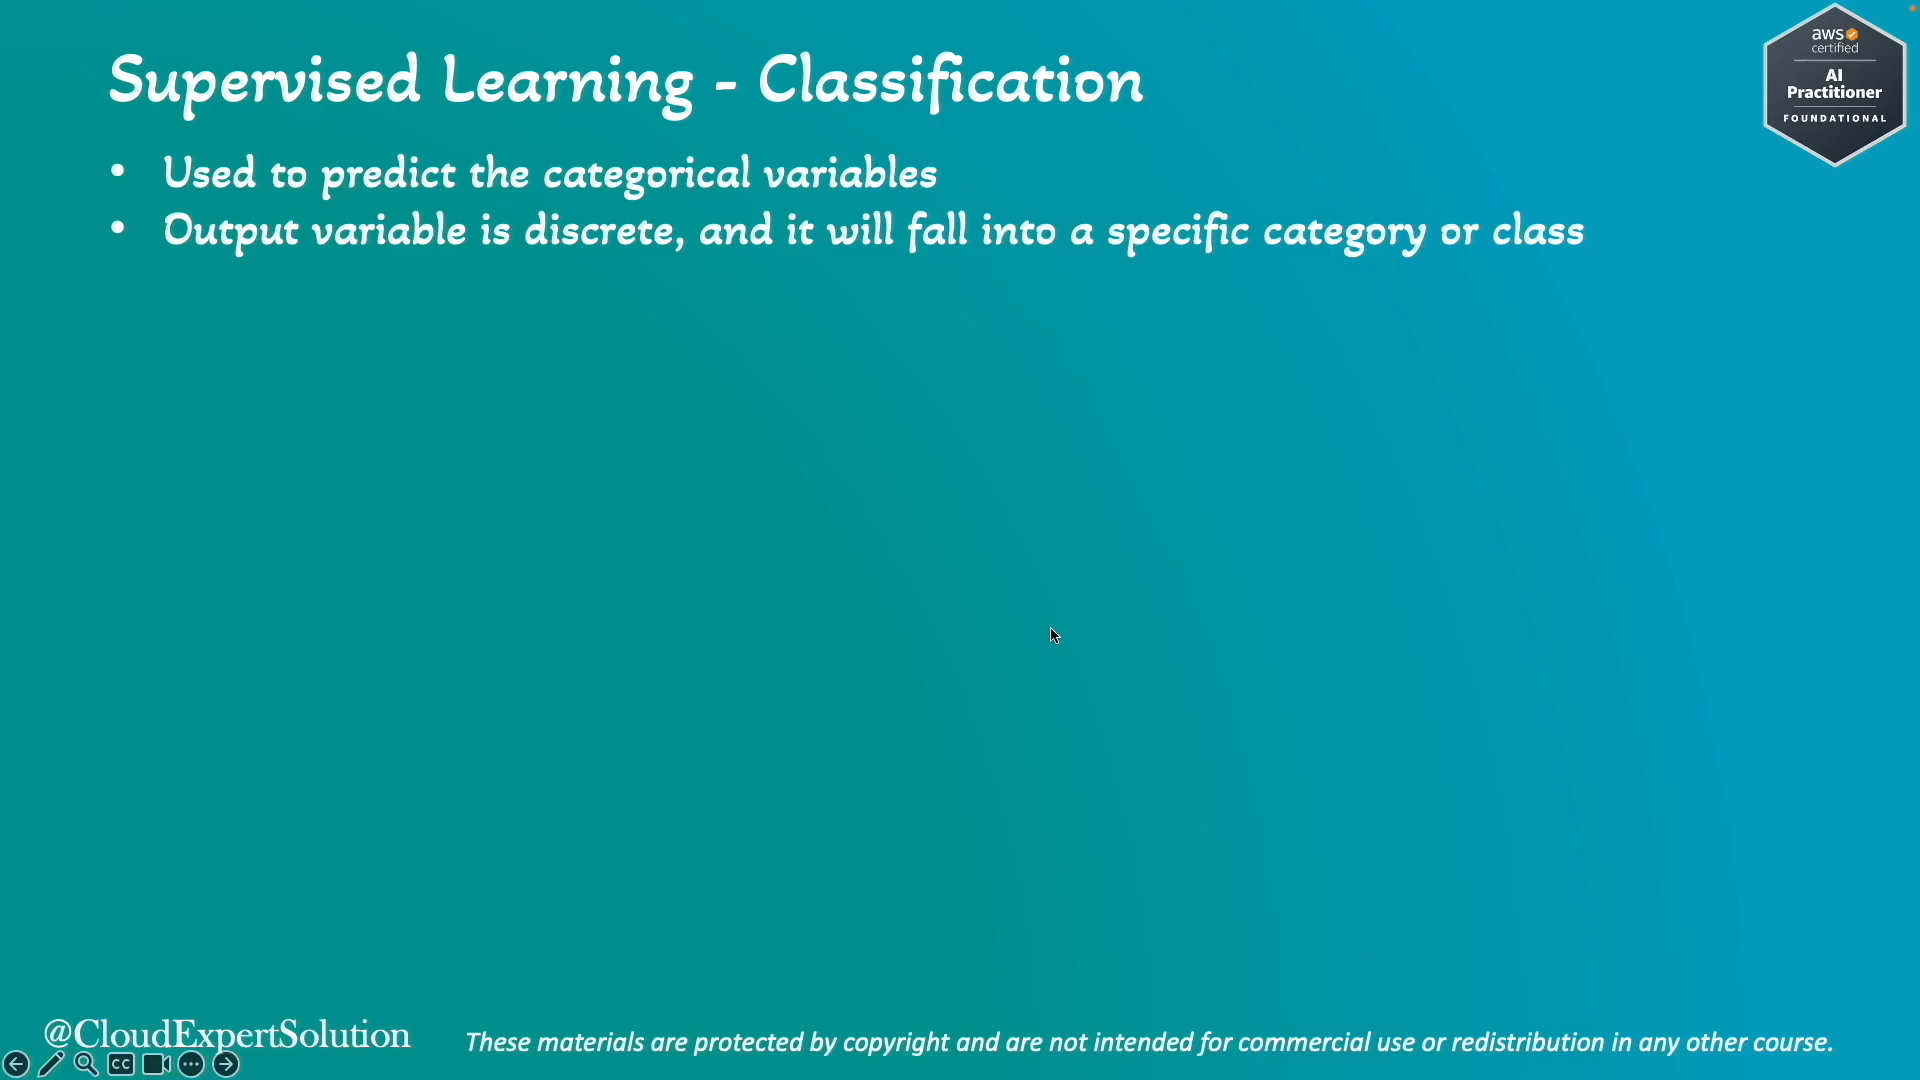 Supervised Learning - Classification
aws
certified
AI
Practitioner
FOUNDATIONAL
• Used to predict the categorical variables
• Output variable is discrete, and it will fall into a specific category or class
@CloudExpertSolution
These materials are protected by copyright and are not intended for commercial use or redistribution in any other course.
CC